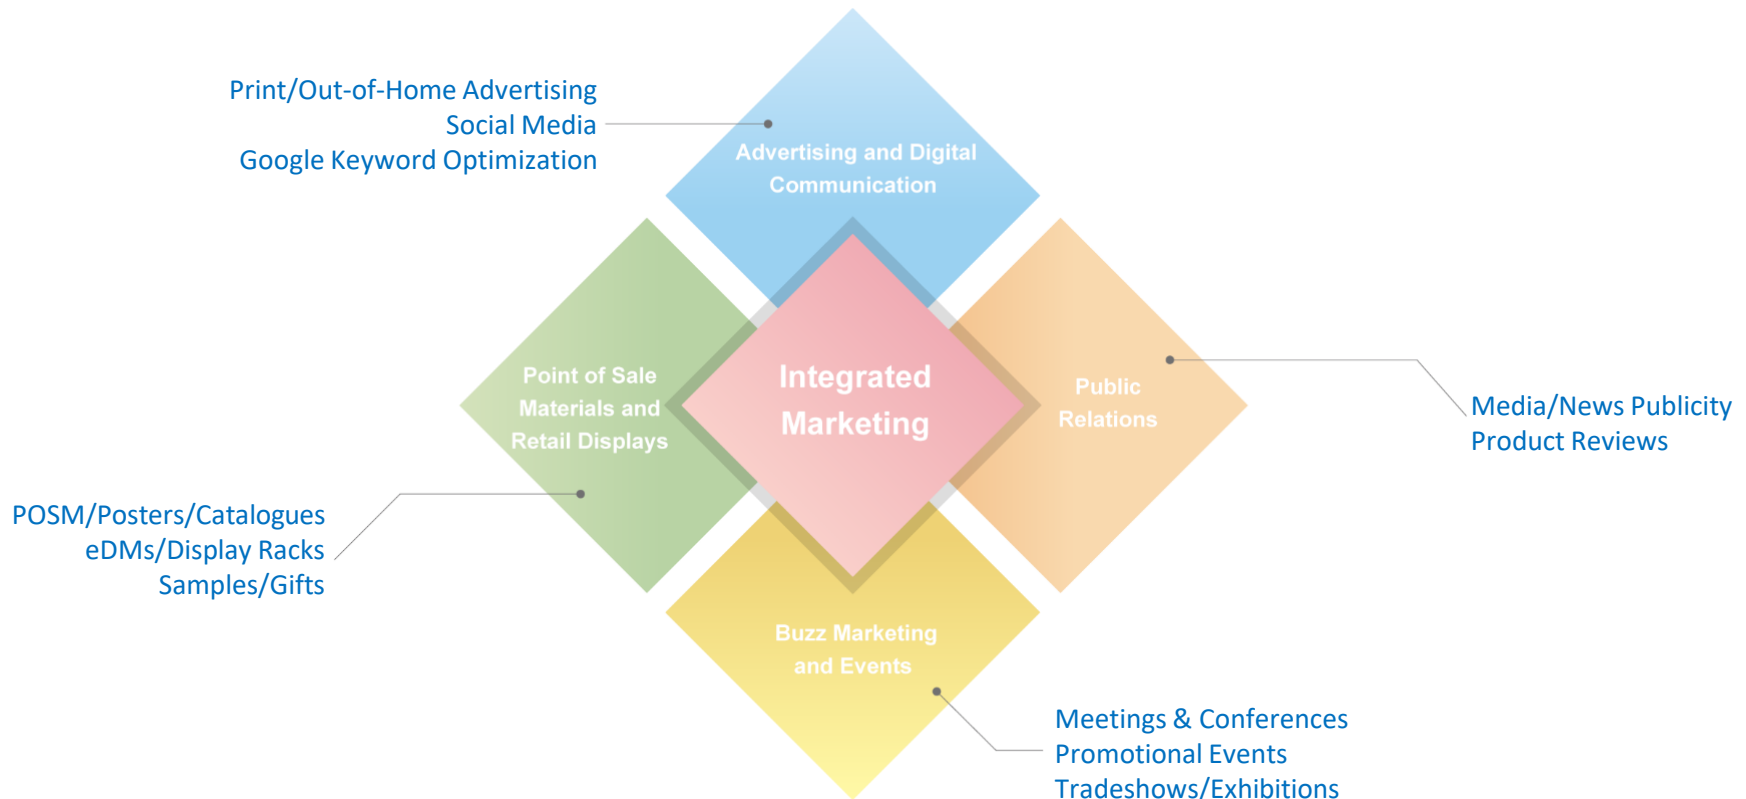 Print/Out-of-Home Advertising
Social Media
Google Keyword Optimization
Advertising and Digital
Communication
Point of Sale
Materials and
Retail Displays
Integrated
Marketing
Public
Relations
Media/News Publicity
Product Reviews
POSM/Posters/Catalogues
eDMs/Display Racks
Samples/Gifts
Buzz Marketing
and Events
Meetings & Conferences
Promotional Events
Tradeshows/Exhibitions